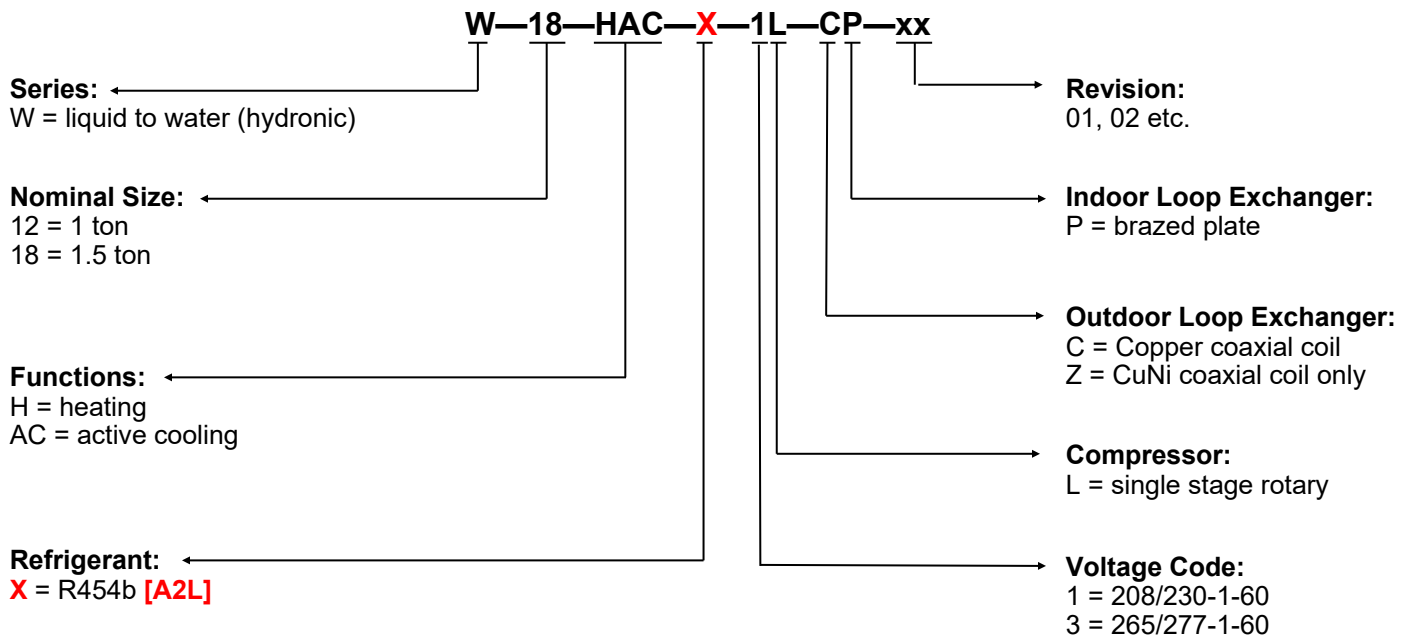 W—18—HAC—X—1L—CP—xx
Series:
W = liquid to water (hydronic)
Nominal Size:
12 = 1 ton
18 = 1.5 ton
Functions:
H = heating
AC = active cooling
Refrigerant:
X = R454b [A2L]
Revision:
01, 02 etc.
Indoor Loop Exchanger:
P = brazed plate
Outdoor Loop Exchanger:
C = Copper coaxial coil
Z = CuNi coaxial coil only
Compressor:
L = single stage rotary
Voltage Code:
1 = 208/230-1-60
3 = 265/277-1-60